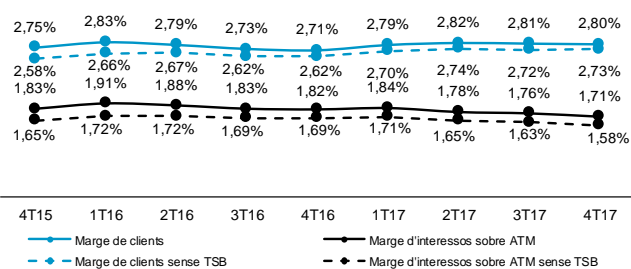 2,75% 2,83% 2,79% 2,73% 2,71% 2,79% 2,82% 2,81% 2,80%
2,58% 2,66% 2,67% 2,62% 2,62% 2,70% 2,74% 2,72% 2,73%
1,83% 1,91% 1,88% 1,83% 1,82% 1,84% 1,78% 1,76% 1,71%
1,65% 1,72% 1,72% 1,69% 1,69% 1,71% 1,65% 1,63% 1,58%
4T15 1T16 2T16 3T16 4T16 1T17 2T17 3T17 4T17
Marge de clients Marge d'interessos sobre ATM
Marge de clients sense TSB Marge d'interessos sobre ATM sense TSB